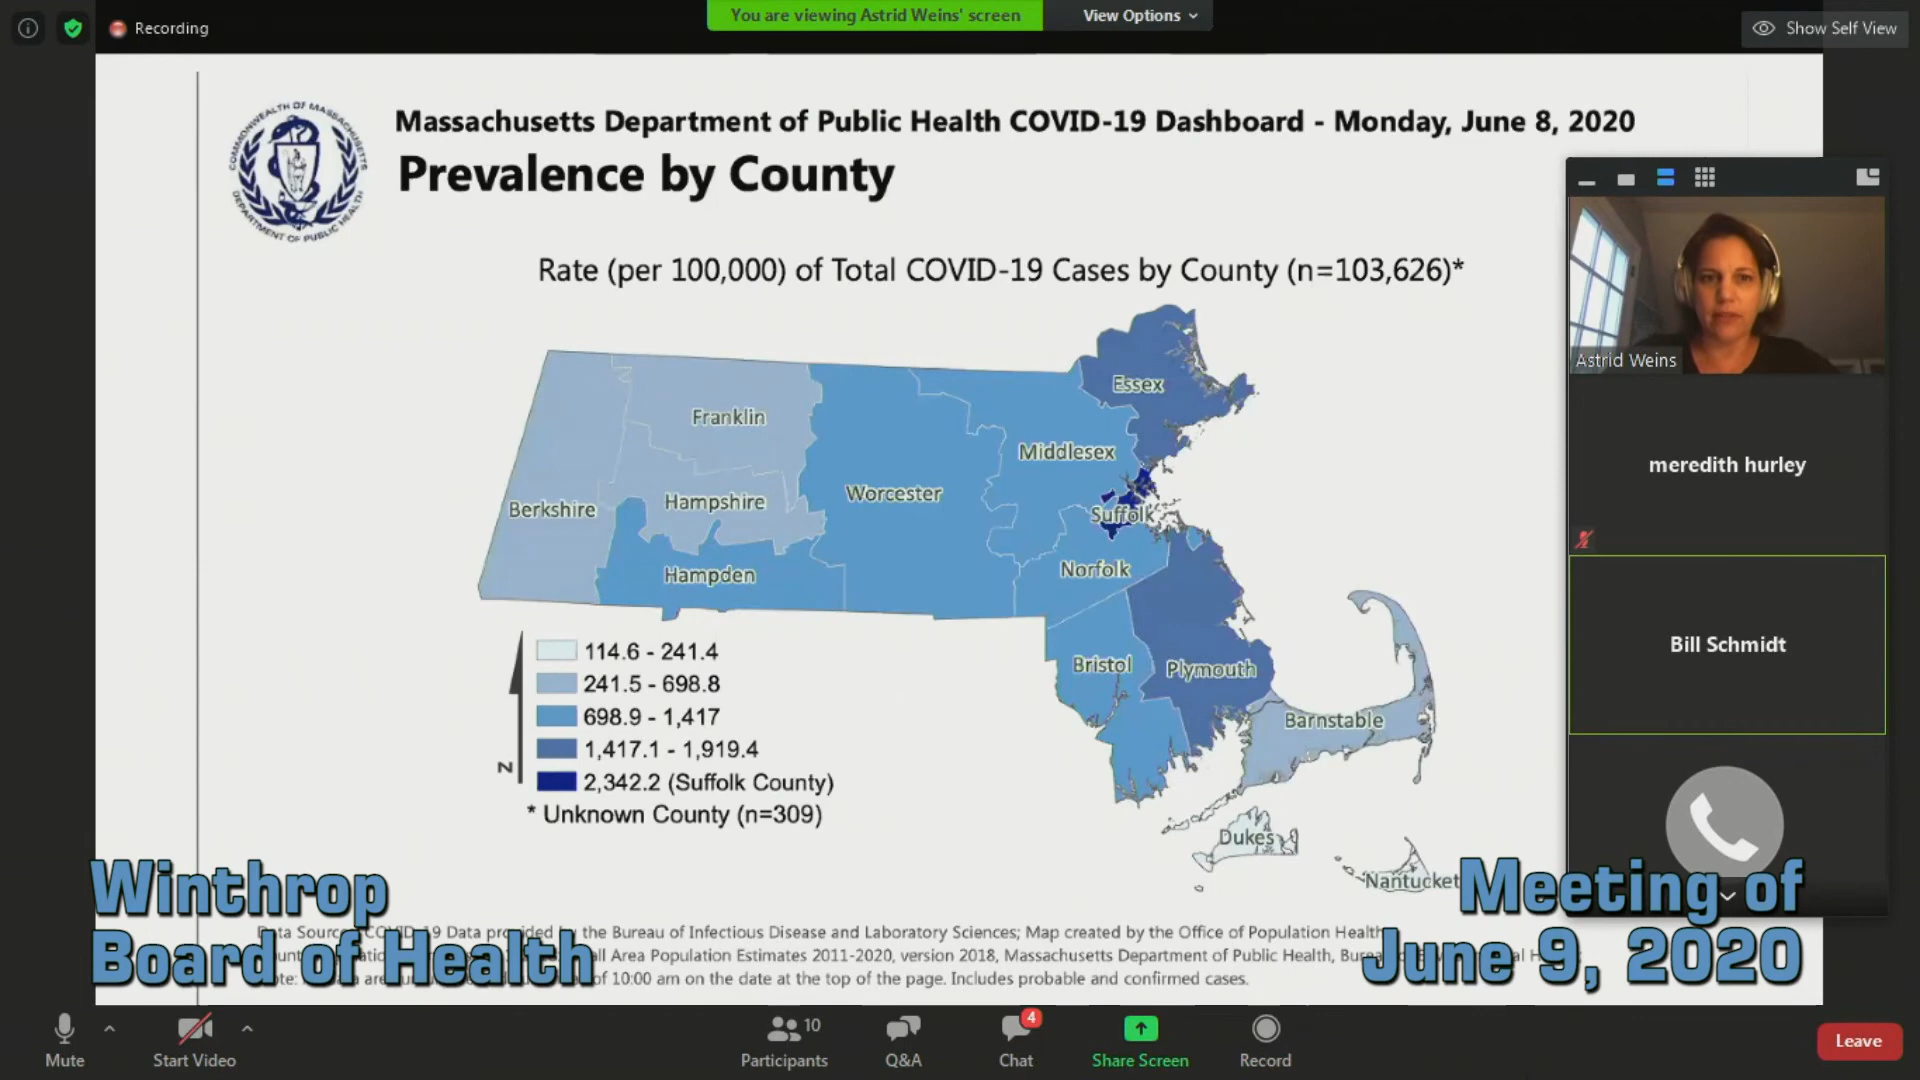 Recording
You are viewing Astrid Weins' screen
View Options
Show Self View
COMMONWEALTH OF MASSACHUSETTS
DEPARTMENT OF PUBLIC HEALTH
Massachusetts Department of Public Health COVID-19 Dashboard - Monday, June 8, 2020
Prevalence by County
Rate (per 100,000) of Total COVID-19 Cases by County (n=103,626)*
Essex
Franklin
Middlesex
Worcester
Hampshire
Berkshire
Suffolk
Norfolk
Hampden
Bristol
Plymouth
Barnstable
Dukes
Nantucket
114.6 - 241.4
241.5 - 698.8
698.9 - 1,417
1,417.1 - 1,919.4
2,342.2 (Suffolk County)
* Unknown County (n=309)
N
Astrid Weins
meredith hurley
Bill Schmidt
Winthrop
Board of Health
Meeting of
June 9, 2020
Data Source: COVID-19 Data provided by the Bureau of Infectious Disease and Laboratory Sciences; Map created by the Office of Population Health
all Area Population Estimates 2011-2020, version 2018, Massachusetts Department of Public Health,
of 10:00 am on the date at the top of the page. Includes probable and confirmed cases.
Mute
Start Video
10
Participants
Q&A
4
Chat
Share Screen
Record
Leave